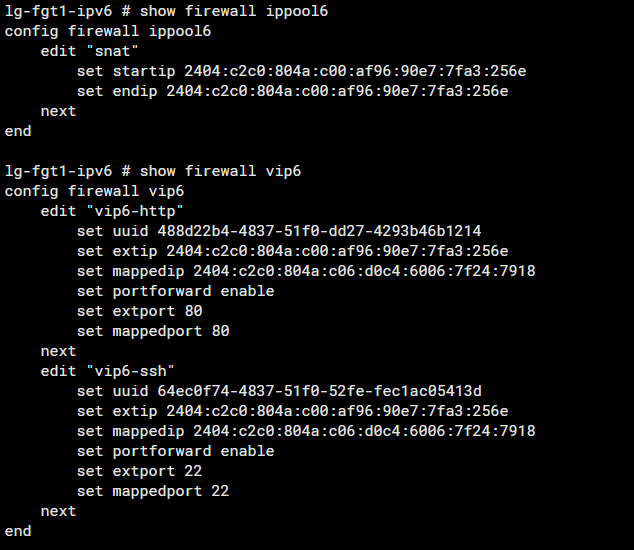 lg-fgt1-ipv6 # show firewall ippool6
config firewall ippool6
    edit "snat"
        set startip 2404:c2c0:804a:c00:af96:90e7:7fa3:256e
        set endip 2404:c2c0:804a:c00:af96:90e7:7fa3:256e
    next
end

lg-fgt1-ipv6 # show firewall vip6
config firewall vip6
    edit "vip6-http"
        set uuid 488d22b4-4837-51f0-dd27-4293b46b1214
        set extip 2404:c2c0:804a:c00:af96:90e7:7fa3:256e
        set mappedip 2404:c2c0:804a:c06:d0c4:6006:7f24:7918
        set portforward enable
        set extport 80
        set mappedport 80
    next
    edit "vip6-ssh"
        set uuid 64ec0f74-4837-51f0-52fe-fec1ac05413d
        set extip 2404:c2c0:804a:c00:af96:90e7:7fa3:256e
        set mappedip 2404:c2c0:804a:c06:d0c4:6006:7f24:7918
        set portforward enable
        set extport 22
        set mappedport 22
    next
end